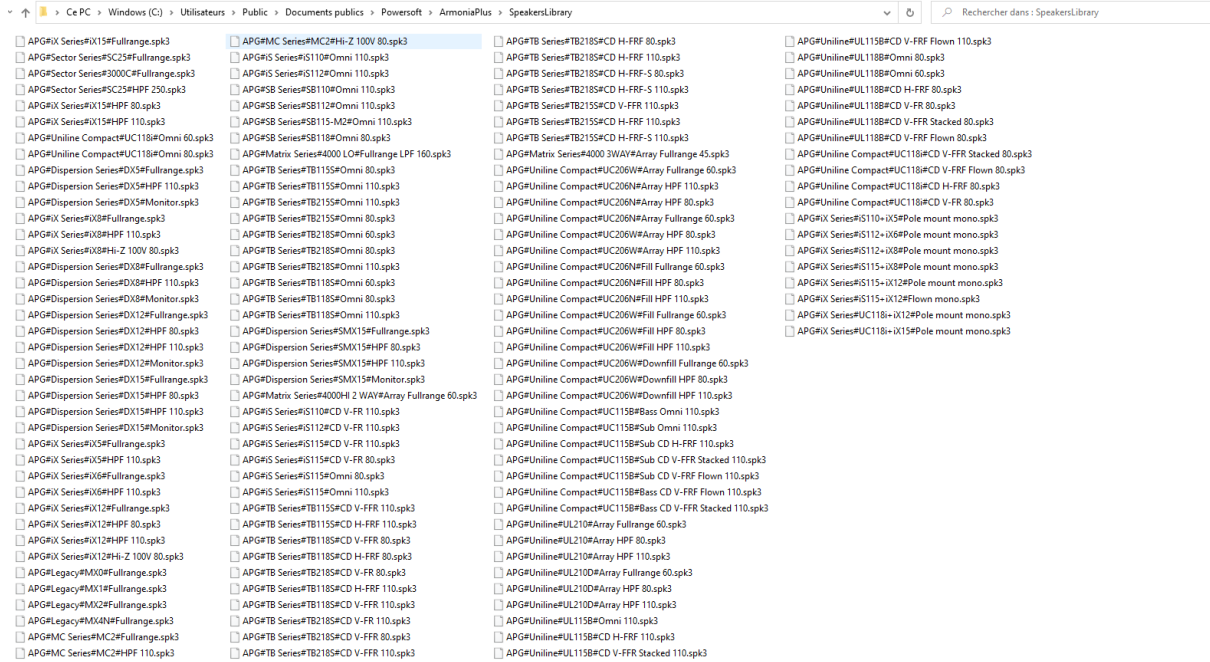 Ce PC > Windows (C:) > Utilisateurs > Public > Documents publics > Powersoft > ArmoniaPlus > SpeakersLibrary
Rechercher dans : SpeakersLibrary
APG#iX Series#iX15#Fullrange.spk3
APG#Sector Series#SC25#Fullrange.spk3
APG#Sector Series#3000C#Fullrange.spk3
APG#Sector Series#SC25#HPF 250.spk3
APG#iX Series#iX15#HPF 80.spk3
APG#iX Series#iX15#HPF 110.spk3
APG#Uniline Compact#UC118i#Omni 60.spk3
APG#Uniline Compact#UC118i#Omni 80.spk3
APG#Dispersion Series#DX5#Fullrange.spk3
APG#Dispersion Series#DX5#HPF 110.spk3
APG#Dispersion Series#DX5#Monitor.spk3
APG#iX Series#iX8#Fullrange.spk3
APG#iX Series#iX8#HPF 110.spk3
APG#iX Series#iX8#Hi-Z 100V 80.spk3
APG#Dispersion Series#DX8#Fullrange.spk3
APG#Dispersion Series#DX8#HPF 110.spk3
APG#Dispersion Series#DX8#Monitor.spk3
APG#Dispersion Series#DX12#Fullrange.spk3
APG#Dispersion Series#DX12#HPF 80.spk3
APG#Dispersion Series#DX12#HPF 110.spk3
APG#Dispersion Series#DX12#Monitor.spk3
APG#Dispersion Series#DX15#Fullrange.spk3
APG#Dispersion Series#DX15#HPF 80.spk3
APG#Dispersion Series#DX15#HPF 110.spk3
APG#Dispersion Series#DX15#Monitor.spk3
APG#iX Series#iX5#Fullrange.spk3
APG#iX Series#iX5#HPF 110.spk3
APG#iX Series#iX6#Fullrange.spk3
APG#iX Series#iX6#HPF 110.spk3
APG#iX Series#iX12#Fullrange.spk3
APG#iX Series#iX12#HPF 80.spk3
APG#iX Series#iX12#HPF 110.spk3
APG#iX Series#iX12#Hi-Z 100V 80.spk3
APG#Legacy#MX0#Fullrange.spk3
APG#Legacy#MX1#Fullrange.spk3
APG#Legacy#MX2#Fullrange.spk3
APG#Legacy#MX4N#Fullrange.spk3
APG#MC Series#MC2#Fullrange.spk3
APG#MC Series#MC2#HPF 110.spk3
APG#MC Series#MC2#Hi-Z 100V 80.spk3
APG#iS Series#iS110#Omni 110.spk3
APG#iS Series#iS112#Omni 110.spk3
APG#SB Series#SB110#Omni 110.spk3
APG#SB Series#SB112#Omni 110.spk3
APG#SB Series#SB115-M2#Omni 110.spk3
APG#SB Series#SB118#Omni 80.spk3
APG#Matrix Series#4000 LO#Fullrange LPF 160.spk3
APG#TB Series#TB115S#Omni 80.spk3
APG#TB Series#TB115S#Omni 110.spk3
APG#TB Series#TB215S#Omni 110.spk3
APG#TB Series#TB215S#Omni 80.spk3
APG#TB Series#TB218S#Omni 60.spk3
APG#TB Series#TB218S#Omni 80.spk3
APG#TB Series#TB218S#Omni 110.spk3
APG#TB Series#TB118S#Omni 60.spk3
APG#TB Series#TB118S#Omni 80.spk3
APG#TB Series#TB118S#Omni 110.spk3
APG#Dispersion Series#SMX15#Fullrange.spk3
APG#Dispersion Series#SMX15#HPF 80.spk3
APG#Dispersion Series#SMX15#HPF 110.spk3
APG#Dispersion Series#SMX15#Monitor.spk3
APG#Matrix Series#4000HI 2 WAY#Array Fullrange 60.spk3
APG#iS Series#iS110#CD V-FR 110.spk3
APG#iS Series#iS112#CD V-FR 110.spk3
APG#iS Series#iS115#CD V-FR 110.spk3
APG#iS Series#iS115#CD V-FR 80.spk3
APG#iS Series#iS115#Omni 80.spk3
APG#iS Series#iS115#Omni 110.spk3
APG#TB Series#TB115S#CD V-FFR 110.spk3
APG#TB Series#TB115S#CD H-FRF 110.spk3
APG#TB Series#TB118S#CD V-FFR 80.spk3
APG#TB Series#TB118S#CD H-FRF 80.spk3
APG#TB Series#TB218S#CD V-FR 80.spk3
APG#TB Series#TB118S#CD H-FRF 110.spk3
APG#TB Series#TB118S#CD V-FFR 110.spk3
APG#TB Series#TB218S#CD V-FR 110.spk3
APG#TB Series#TB218S#CD V-FFR 80.spk3
APG#TB Series#TB218S#CD V-FFR 110.spk3
APG#TB Series#TB218S#CD H-FRF 80.spk3
APG#TB Series#TB218S#CD H-FRF 110.spk3
APG#TB Series#TB218S#CD H-FRF-S 80.spk3
APG#TB Series#TB218S#CD H-FRF-S 110.spk3
APG#TB Series#TB215S#CD V-FFR 110.spk3
APG#TB Series#TB215S#CD H-FRF 110.spk3
APG#TB Series#TB215S#CD H-FRF-S 110.spk3
APG#Matrix Series#4000 3WAY#Array Fullrange 45.spk3
APG#Uniline Compact#UC206W#Array Fullrange 60.spk3
APG#Uniline Compact#UC206N#Array HPF 110.spk3
APG#Uniline Compact#UC206N#Array HPF 80.spk3
APG#Uniline Compact#UC206N#Array Fullrange 60.spk3
APG#Uniline Compact#UC206W#Array HPF 80.spk3
APG#Uniline Compact#UC206W#Array HPF 110.spk3
APG#Uniline Compact#UC206N#Fill Fullrange 60.spk3
APG#Uniline Compact#UC206N#Fill HPF 80.spk3
APG#Uniline Compact#UC206N#Fill HPF 110.spk3
APG#Uniline Compact#UC206W#Fill Fullrange 60.spk3
APG#Uniline Compact#UC206W#Fill HPF 80.spk3
APG#Uniline Compact#UC206W#Fill HPF 110.spk3
APG#Uniline Compact#UC206W#Downfill Fullrange 60.spk3
APG#Uniline Compact#UC206W#Downfill HPF 80.spk3
APG#Uniline Compact#UC206W#Downfill HPF 110.spk3
APG#Uniline Compact#UC115B#Bass Omni 110.spk3
APG#Uniline Compact#UC115B#Sub Omni 110.spk3
APG#Uniline Compact#UC115B#Sub CD H-FRF 110.spk3
APG#Uniline Compact#UC115B#Sub CD V-FFR Stacked 110.spk3
APG#Uniline Compact#UC115B#Sub CD V-FRF Flown 110.spk3
APG#Uniline Compact#UC115B#Bass CD V-FRF Flown 110.spk3
APG#Uniline Compact#UC115B#Bass CD V-FFR Stacked 110.spk3
APG#Uniline#UL210#Array Fullrange 60.spk3
APG#Uniline#UL210#Array HPF 80.spk3
APG#Uniline#UL210#Array HPF 110.spk3
APG#Uniline#UL210D#Array Fullrange 60.spk3
APG#Uniline#UL210D#Array HPF 80.spk3
APG#Uniline#UL210D#Array HPF 110.spk3
APG#Uniline#UL115B#Omni 110.spk3
APG#Uniline#UL115B#CD H-FRF 110.spk3
APG#Uniline#UL115B#CD V-FFR Stacked 110.spk3
APG#Uniline#UL115B#CD V-FRF Flown 110.spk3
APG#Uniline#UL118B#Omni 80.spk3
APG#Uniline#UL118B#Omni 60.spk3
APG#Uniline#UL118B#CD H-FRF 80.spk3
APG#Uniline#UL118B#CD V-FR 80.spk3
APG#Uniline#UL118B#CD V-FFR Stacked 80.spk3
APG#Uniline#UL118B#CD V-FRF Flown 80.spk3
APG#Uniline Compact#UC118i#CD V-FFR Stacked 80.spk3
APG#Uniline Compact#UC118i#CD V-FRF Flown 80.spk3
APG#Uniline Compact#UC118i#CD H-FRF 80.spk3
APG#Uniline Compact#UC118i#CD V-FR 80.spk3
APG#iX Series#iS110+iX5#Pole mount mono.spk3
APG#iX Series#iS112+iX6#Pole mount mono.spk3
APG#iX Series#iS112+iX8#Pole mount mono.spk3
APG#iX Series#iS115+iX8#Pole mount mono.spk3
APG#iX Series#iS115+iX12#Pole mount mono.spk3
APG#iX Series#iS115+iX12#Flown mono.spk3
APG#iX Series#UC118i+iX12#Pole mount mono.spk3
APG#iX Series#UC118i+iX15#Pole mount mono.spk3